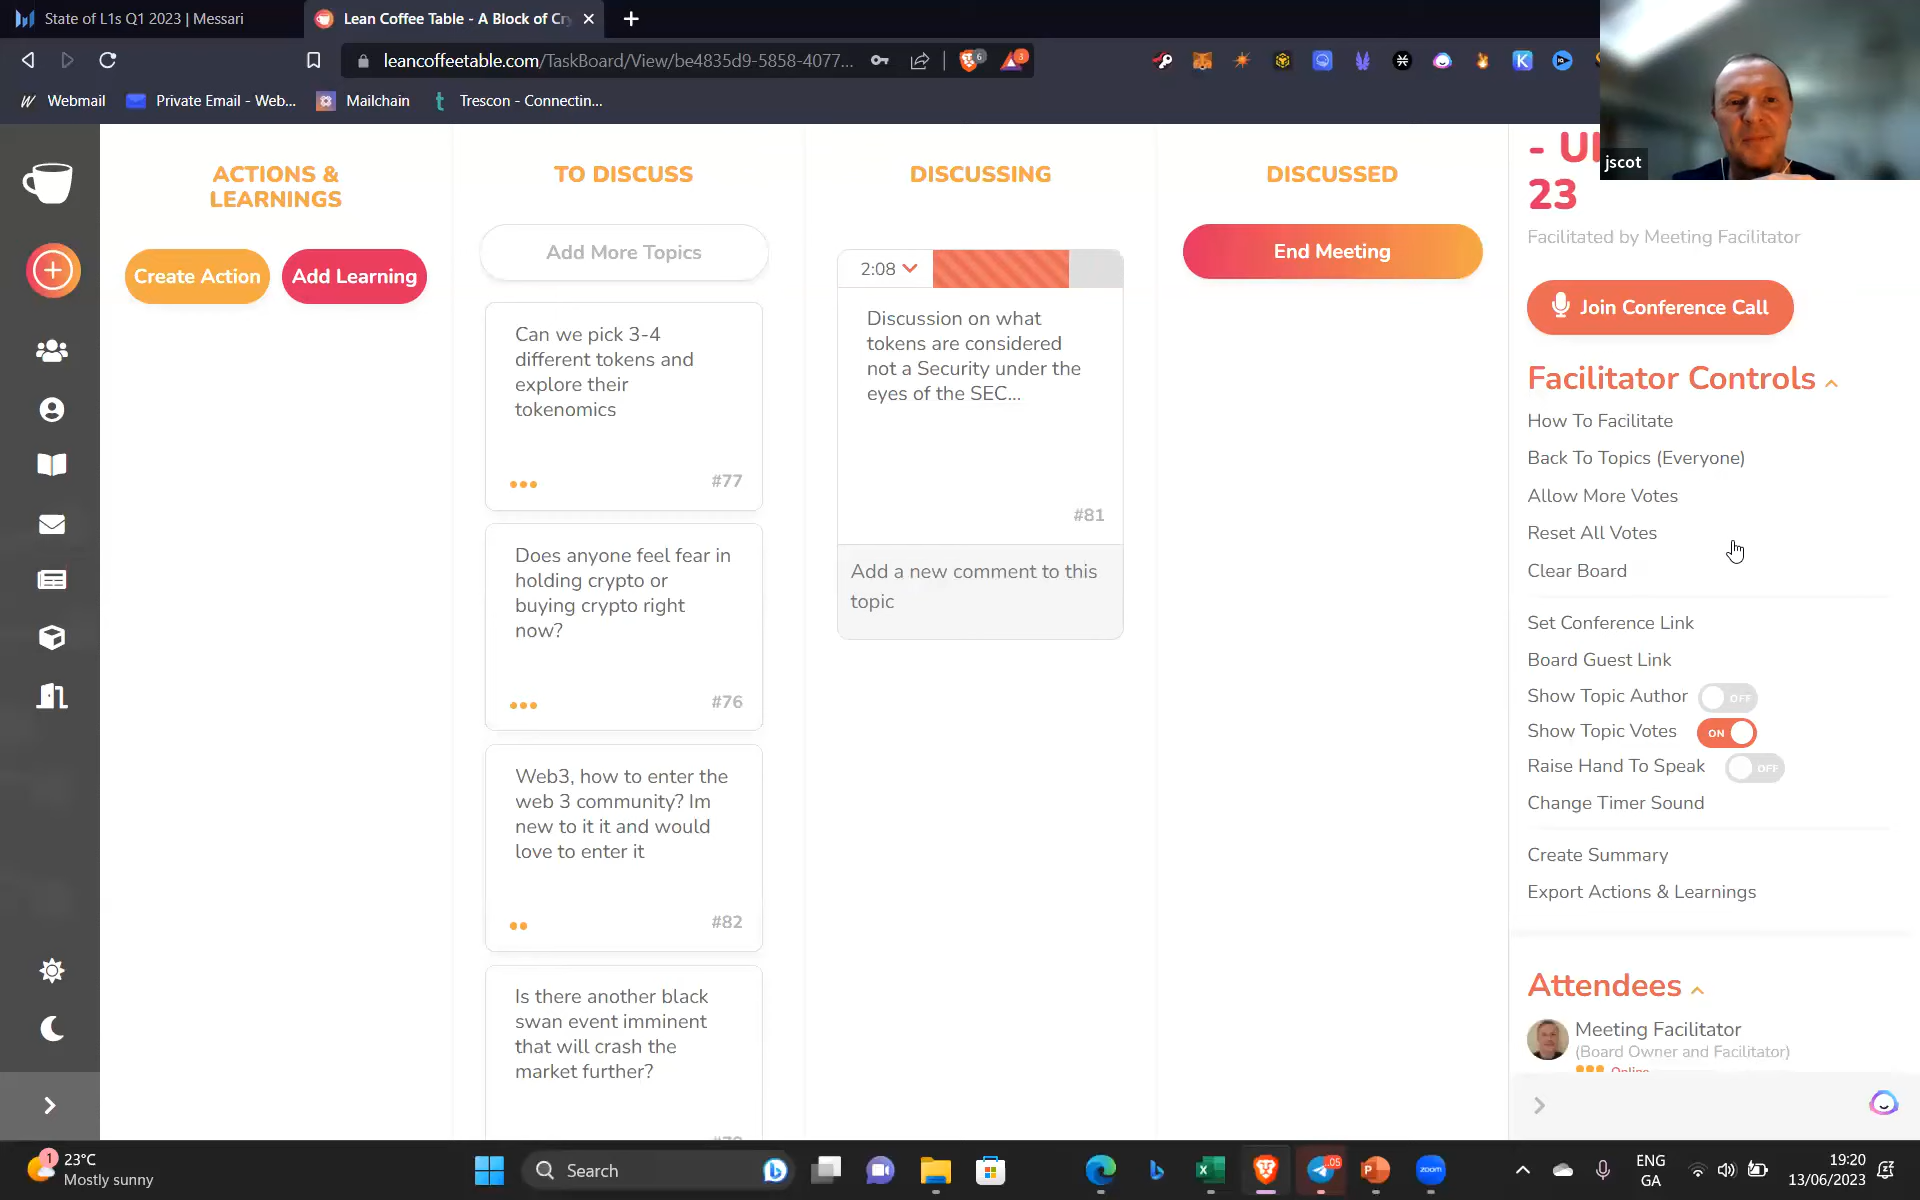 State of L1s Q1 2023 | Messari
Lean Coffee Table - A Block of Cr
leancoffeetable.com/TaskBoard/View/be4835d9-5858-4077...
6
3
Webmail
Private Email - Web...
Mailchain
Trescon - Connectin...
jscot
ACTIONS &
LEARNINGS
Create Action
Add Learning
TO DISCUSS
Add More Topics
Can we pick 3-4
different tokens and
explore their
tokenomics
#77
Does anyone feel fear in
holding crypto or
buying crypto right
now?
#76
Web3, how to enter the
web 3 community? Im
new to it it and would
love to enter it
#82
Is there another black
swan event imminent
that will crash the
market further?
DISCUSSING
2:08
Discussion on what
tokens are considered
not a Security under the
eyes of the SEC...
#81
Add a new comment to this
topic
DISCUSSED
End Meeting
23
Facilitated by Meeting Facilitator
Join Conference Call
Facilitator Controls
How To Facilitate
Back To Topics (Everyone)
Allow More Votes
Reset All Votes
Clear Board
Set Conference Link
Board Guest Link
Show Topic Author OFF
Show Topic Votes ON
Raise Hand To Speak OFF
Change Timer Sound
Create Summary
Export Actions & Learnings
Attendees
Meeting Facilitator
(Board Owner and Facilitator)
Online
1
23°C
Mostly sunny
Search
.05
zoom
ENG
GA
19:20
13/06/2023